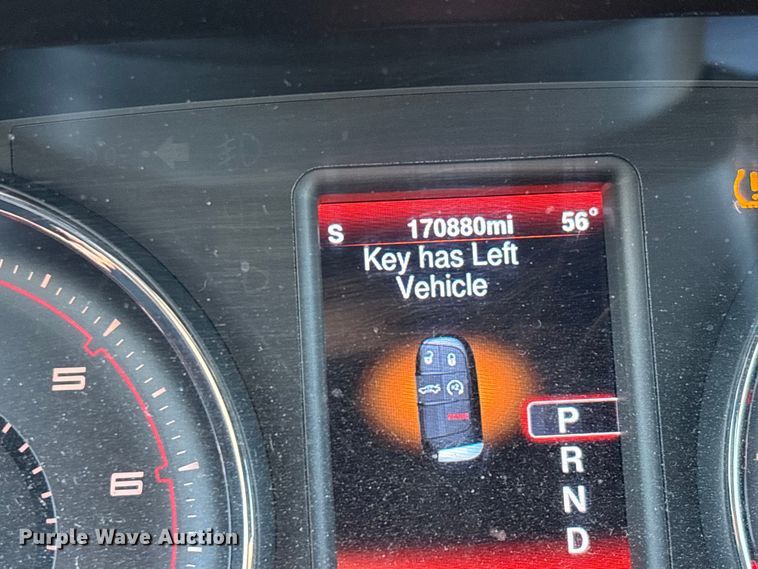 S 170880mi 56°
Key has Left
Vehicle
5
P
R
6
N
D
Purple Wave Auction®